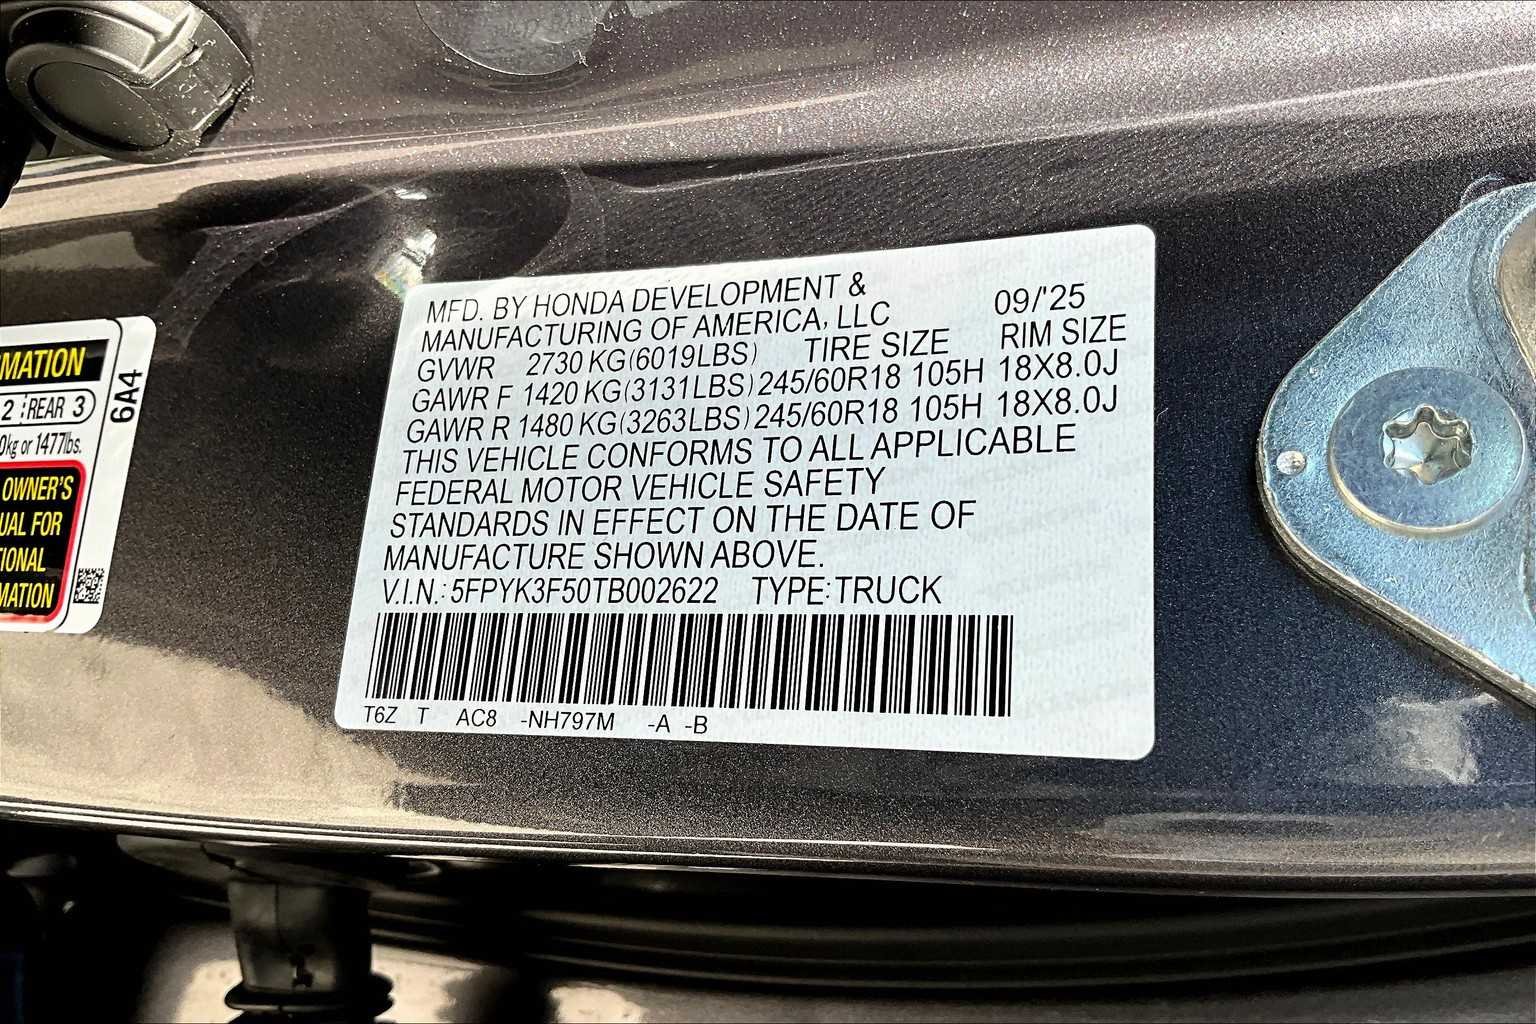 MFD. BY HONDA DEVELOPMENT &
MANUFACTURING OF AMERICA, LLC 09/'25
GVWR 2730 KG(6019LBS) TIRE SIZE RIM SIZE
GAWR F 1420 KG(3131LBS) 245/60R18 105H 18X8.0J
GAWR R 1480 KG(3263LBS) 245/60R18 105H 18X8.0J
THIS VEHICLE CONFORMS TO ALL APPLICABLE
FEDERAL MOTOR VEHICLE SAFETY
STANDARDS IN EFFECT ON THE DATE OF
MANUFACTURE SHOWN ABOVE.
V.I.N.: 5FPYK3F50TB002622 TYPE: TRUCK
T6Z T AC8 -NH797M -A -B
MATION
2 REAR 3
0kg or 1477lbs.
OWNER'S
UAL FOR
TIONAL
MATION
6A4